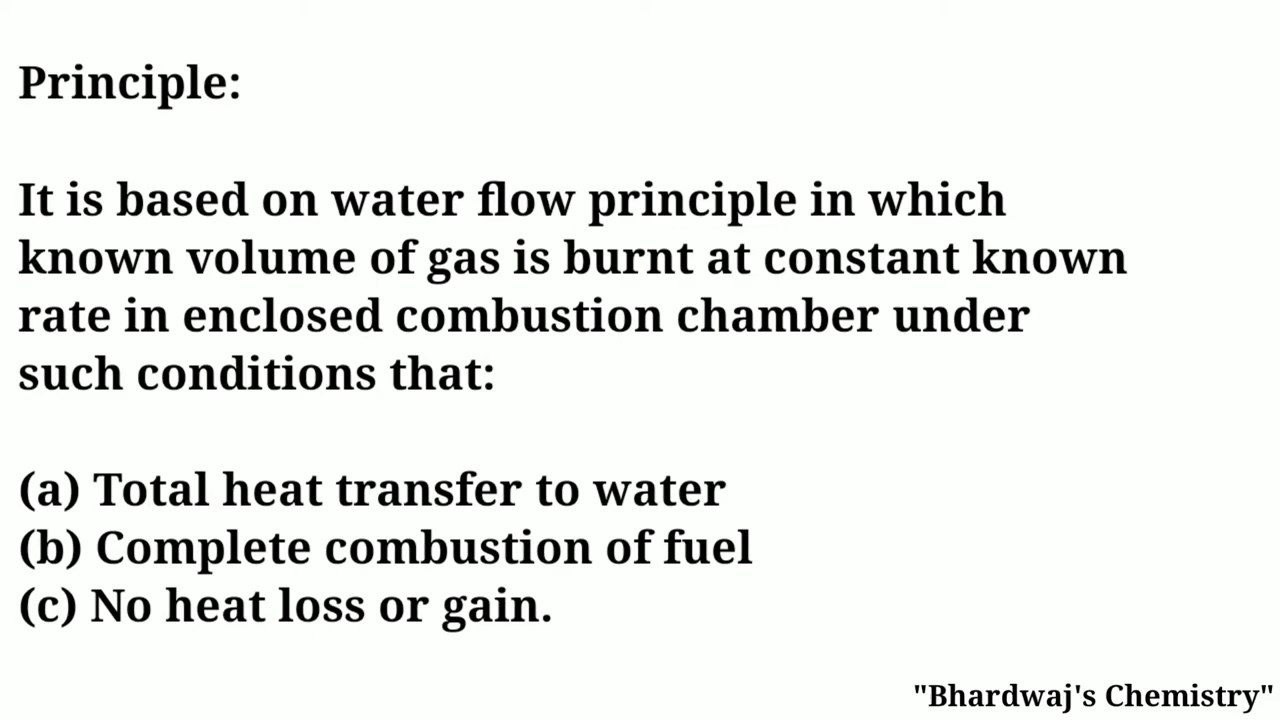 Principle:
It is based on water flow principle in which
known volume of gas is burnt at constant known
rate in enclosed combustion chamber under
such conditions that:
(a) Total heat transfer to water
(b) Complete combustion of fuel
(c) No heat loss or gain.
"Bhardwaj's Chemistry"